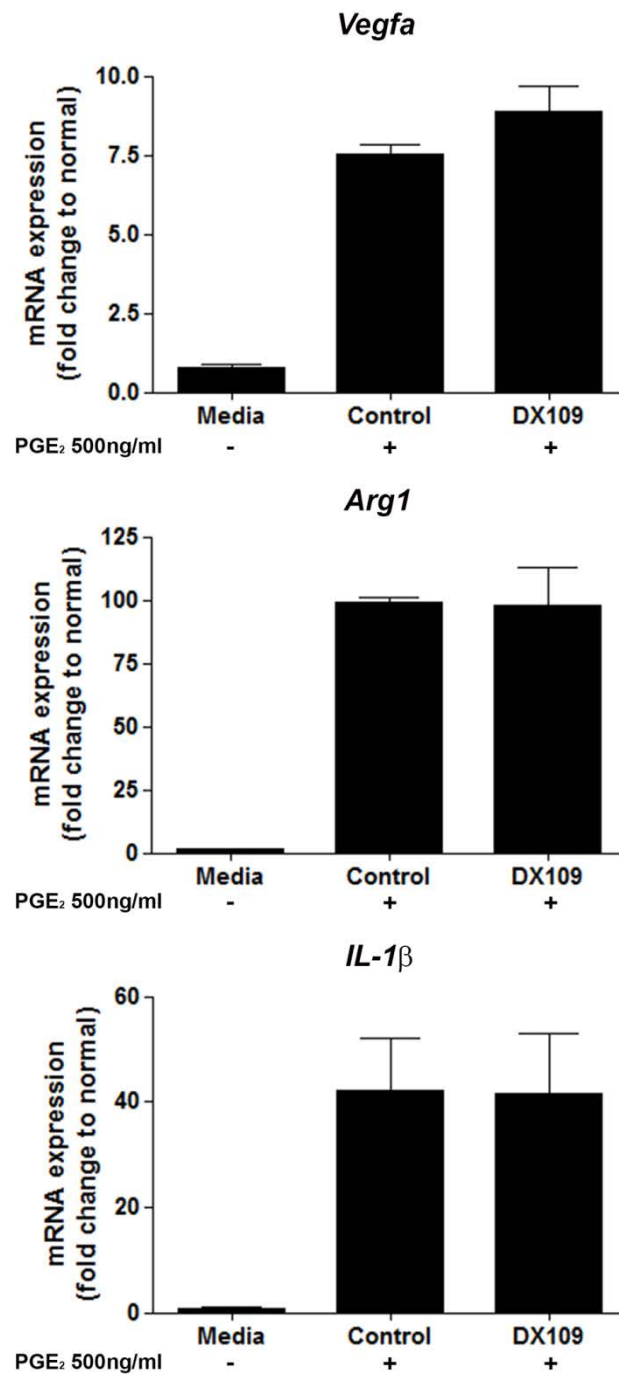 Vegfa
mRNA expression
(fold change to normal)
10.0
7.5
5.0
2.5
0.0
Media Control DX109
PGE₂ 500ng/ml - + +
Arg1
mRNA expression
(fold change to normal)
125
100
75
50
25
0
Media Control DX109
PGE₂ 500ng/ml - + +
IL-1β
mRNA expression
(fold change to normal)
60
40
20
0
Media Control DX109
PGE₂ 500ng/ml - + +